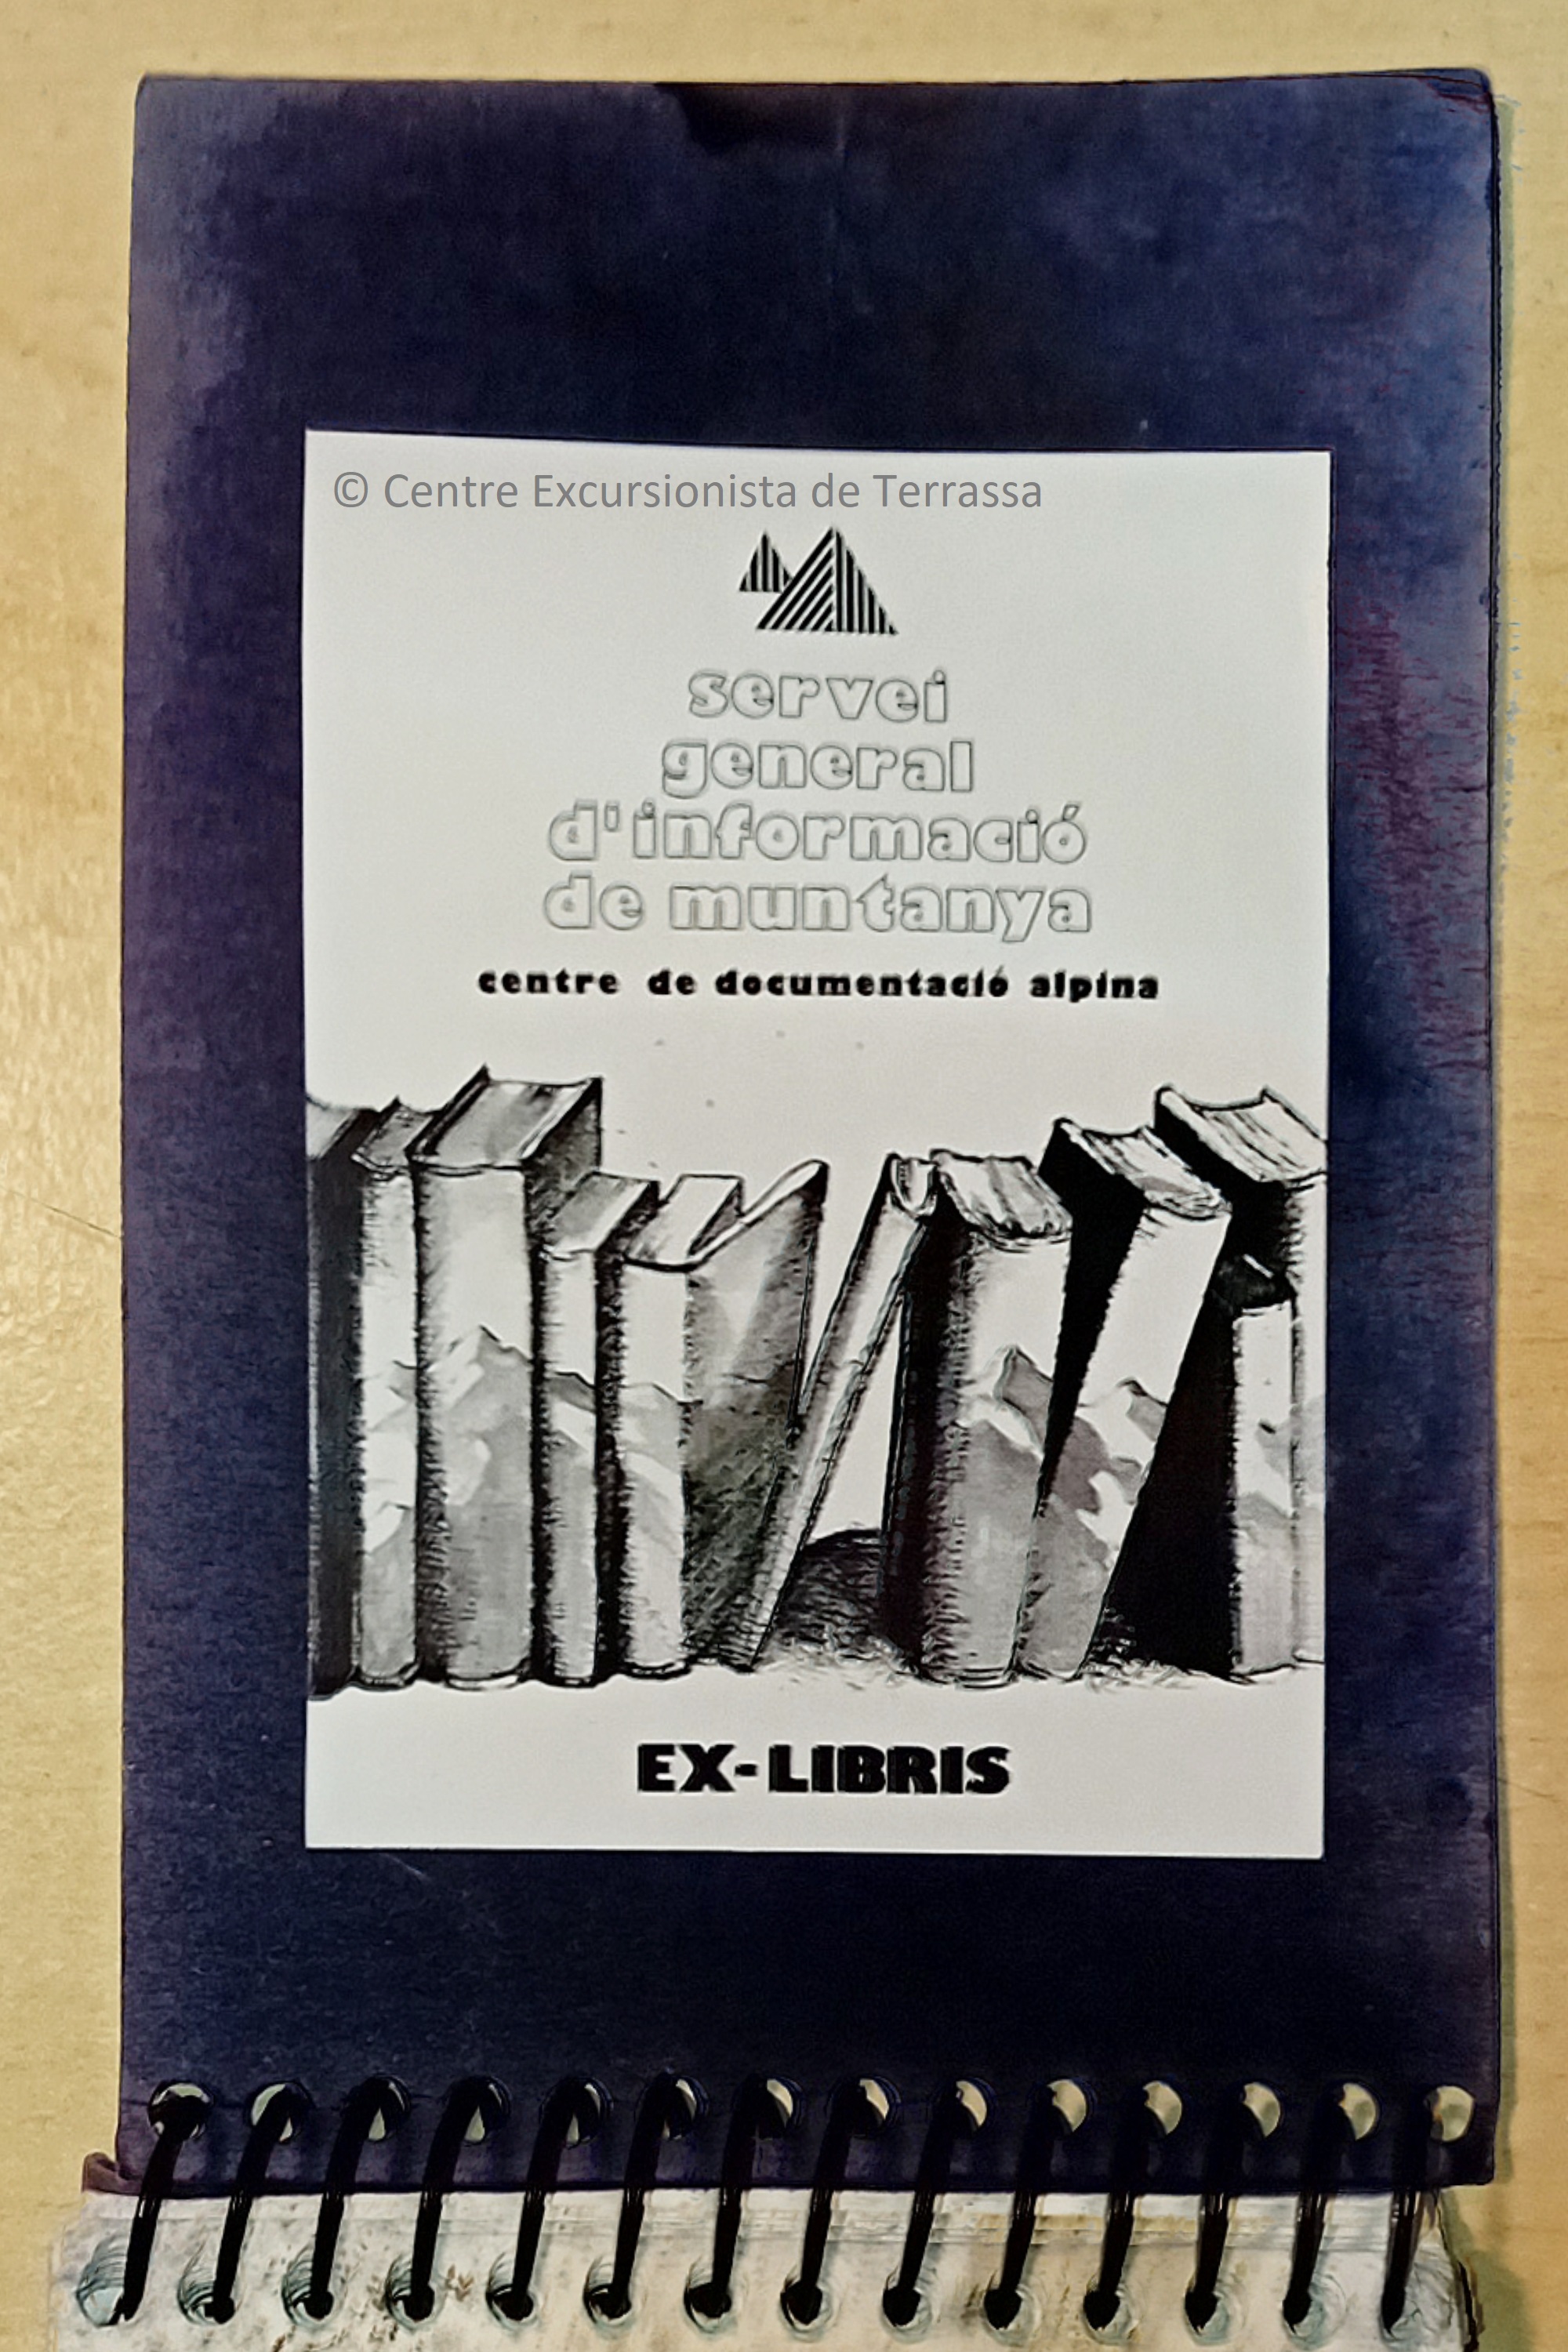 © Centre Excursionista de Terrassa
servei
general
d'informació
de muntanya
centre de documentació alpina
EX-LIBRIS